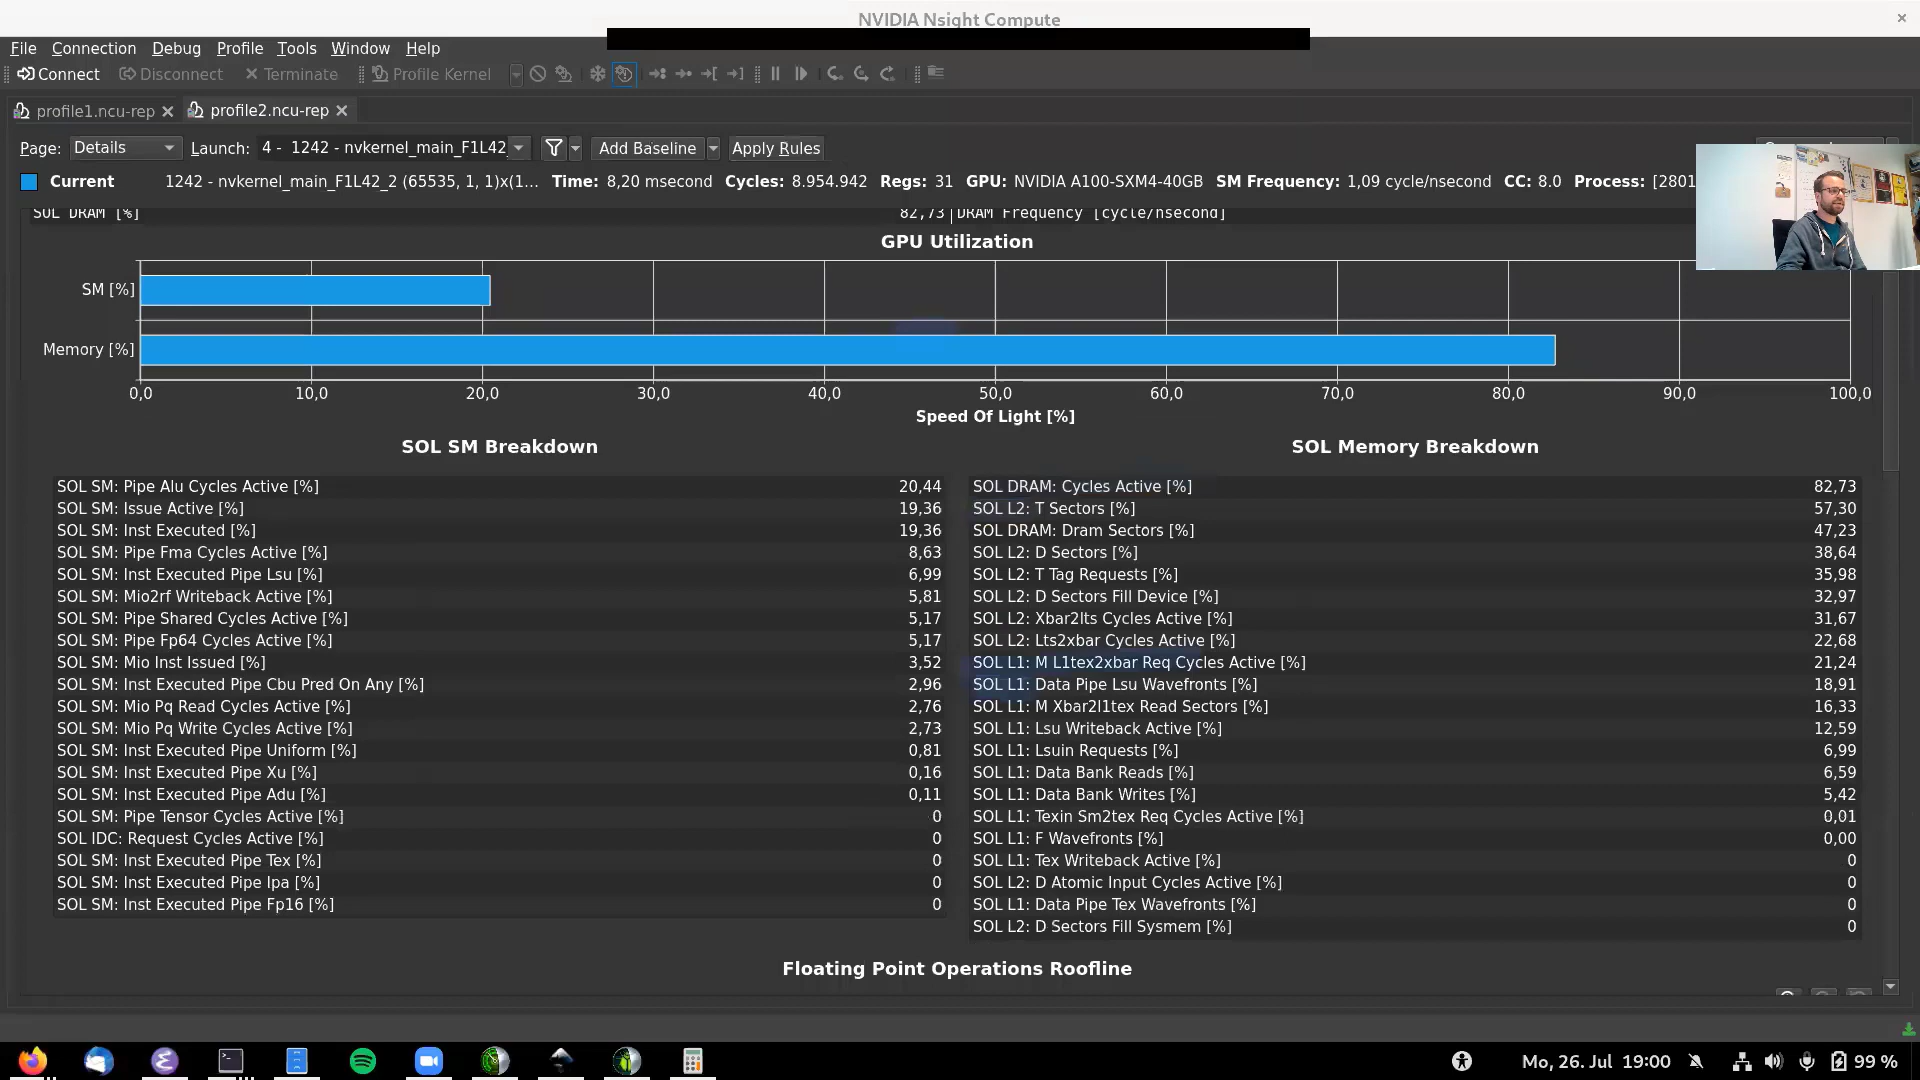 NVIDIA Nsight Compute
File Connection Debug Profile Tools Window Help
Connect Disconnect Terminate Profile Kernel
profile1.ncu-rep profile2.ncu-rep
Page: Details Launch: 4 - 1242 - nvkernel_main_F1L42_ Add Baseline Apply Rules
Current 1242 - nvkernel_main_F1L42_2 (65535, 1, 1)x(1... Time: 8,20 msecond Cycles: 8.954.942 Regs: 31 GPU: NVIDIA A100-SXM4-40GB SM Frequency: 1,09 cycle/nsecond CC: 8.0 Process: [2801
SOL DRAM [%] 82,73 DRAM Frequency [cycle/nsecond]
GPU Utilization
SM [%]
Memory [%]
0,0 10,0 20,0 30,0 40,0 50,0 60,0 70,0 80,0 90,0 100,0
Speed Of Light [%]
SOL SM Breakdown
SOL SM: Pipe Alu Cycles Active [%] 20,44
SOL SM: Issue Active [%] 19,36
SOL SM: Inst Executed [%] 19,36
SOL SM: Pipe Fma Cycles Active [%] 8,63
SOL SM: Inst Executed Pipe Lsu [%] 6,99
SOL SM: Mio2rf Writeback Active [%] 5,81
SOL SM: Pipe Shared Cycles Active [%] 5,17
SOL SM: Pipe Fp64 Cycles Active [%] 5,17
SOL SM: Mio Inst Issued [%] 3,52
SOL SM: Inst Executed Pipe Cbu Pred On Any [%] 2,96
SOL SM: Mio Pq Read Cycles Active [%] 2,76
SOL SM: Mio Pq Write Cycles Active [%] 2,73
SOL SM: Inst Executed Pipe Uniform [%] 0,81
SOL SM: Inst Executed Pipe Xu [%] 0,16
SOL SM: Inst Executed Pipe Adu [%] 0,11
SOL SM: Pipe Tensor Cycles Active [%] 0
SOL IDC: Request Cycles Active [%] 0
SOL SM: Inst Executed Pipe Tex [%] 0
SOL SM: Inst Executed Pipe Ipa [%] 0
SOL SM: Inst Executed Pipe Fp16 [%] 0
SOL Memory Breakdown
SOL DRAM: Cycles Active [%] 82,73
SOL L2: T Sectors [%] 57,30
SOL DRAM: Dram Sectors [%] 47,23
SOL L2: D Sectors [%] 38,64
SOL L2: T Tag Requests [%] 35,98
SOL L2: D Sectors Fill Device [%] 32,97
SOL L2: Xbar2lts Cycles Active [%] 31,67
SOL L2: Lts2xbar Cycles Active [%] 22,68
SOL L1: M L1tex2xbar Req Cycles Active [%] 21,24
SOL L1: Data Pipe Lsu Wavefronts [%] 18,91
SOL L1: M Xbar2l1tex Read Sectors [%] 16,33
SOL L1: Lsu Writeback Active [%] 12,59
SOL L1: Lsuin Requests [%] 6,99
SOL L1: Data Bank Reads [%] 6,59
SOL L1: Data Bank Writes [%] 5,42
SOL L1: Texin Sm2tex Req Cycles Active [%] 0,01
SOL L1: F Wavefronts [%] 0,00
SOL L1: Tex Writeback Active [%] 0
SOL L2: D Atomic Input Cycles Active [%] 0
SOL L1: Data Pipe Tex Wavefronts [%] 0
SOL L2: D Sectors Fill Sysmem [%] 0
Floating Point Operations Roofline
Mo, 26. Jul 19:00 99 %